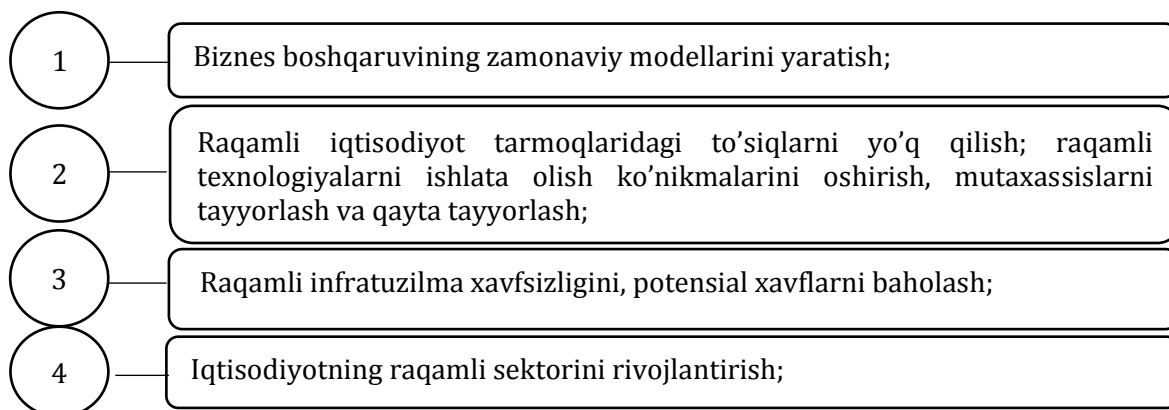 1
Biznes boshqaruvining zamonaviy modellarini yaratish;
2
Raqamli iqtisodiyot tarmoqlaridagi to’siqlarni yo’q qilish; raqamli
texnologiyalarni ishlata olish ko’nikmalarini oshirish, mutaxassislarni
tayyorlash va qayta tayyorlash;
3
Raqamli infratuzilma xavfsizligini, potensial xavflarni baholash;
4
Iqtisodiyotning raqamli sektorini rivojlantirish;